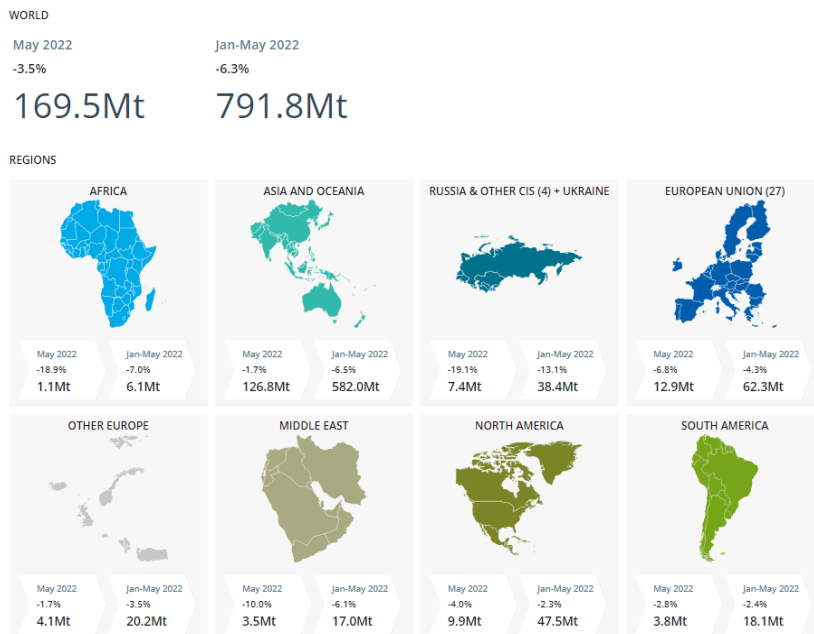 WORLD
May 2022
-3.5%
169.5Mt
Jan-May 2022
-6.3%
791.8Mt
REGIONS
AFRICA
May 2022
-18.9%
1.1Mt
Jan-May 2022
-7.0%
6.1Mt
ASIA AND OCEANIA
May 2022
-1.7%
126.8Mt
Jan-May 2022
-6.5%
582.0Mt
RUSSIA & OTHER CIS (4) + UKRAINE
May 2022
-19.1%
7.4Mt
Jan-May 2022
-13.1%
38.4Mt
EUROPEAN UNION (27)
May 2022
-6.8%
12.9Mt
Jan-May 2022
-4.3%
62.3Mt
OTHER EUROPE
May 2022
-1.7%
4.1Mt
Jan-May 2022
-3.5%
20.2Mt
MIDDLE EAST
May 2022
-10.0%
3.5Mt
Jan-May 2022
-6.1%
17.0Mt
NORTH AMERICA
May 2022
-4.0%
9.9Mt
Jan-May 2022
-2.3%
47.5Mt
SOUTH AMERICA
May 2022
-2.8%
3.8Mt
Jan-May 2022
-2.4%
18.1Mt